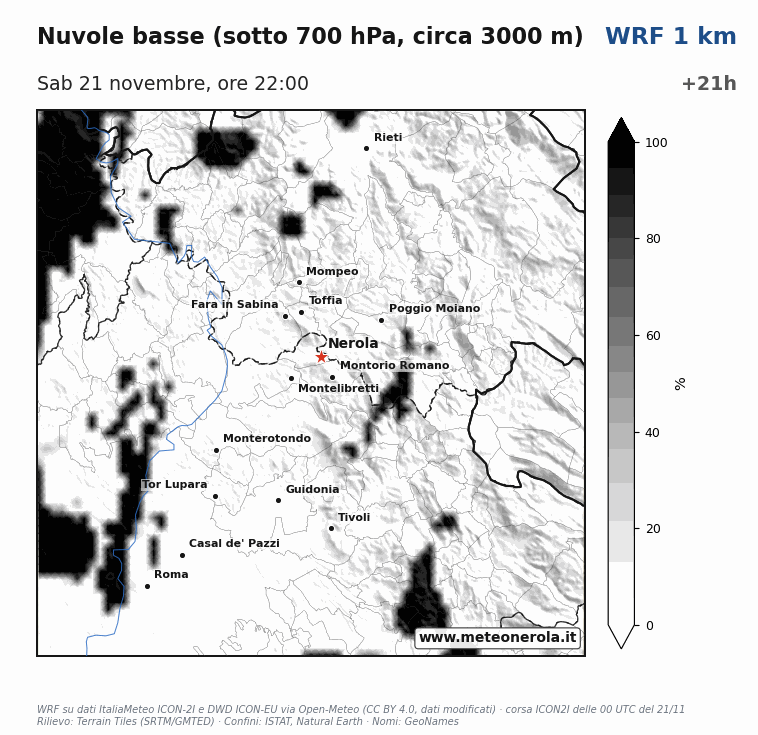 Nuvole basse (sotto 700 hPa, circa 3000 m) WRF 1 km
Sab 21 novembre, ore 22:00 +21h
Rieti
100
80
60
40
20
0
%
Mompeo
Fara in Sabina
Toffia
Poggio Moiano
Nerola
Montorio Romano
Montelibretti
Monterotondo
Tor Lupara
Guidonia
Tivoli
Casal de' Pazzi
Roma
www.meteonerola.it
WRF su dati ItaliaMeteo ICON-2I e DWD ICON-EU via Open-Meteo (CC BY 4.0, dati modificati) · corsa ICON2I delle 00 UTC del 21/11
Rilievo: Terrain Tiles (SRTM/GMTED) · Confini: ISTAT, Natural Earth · Nomi: GeoNames